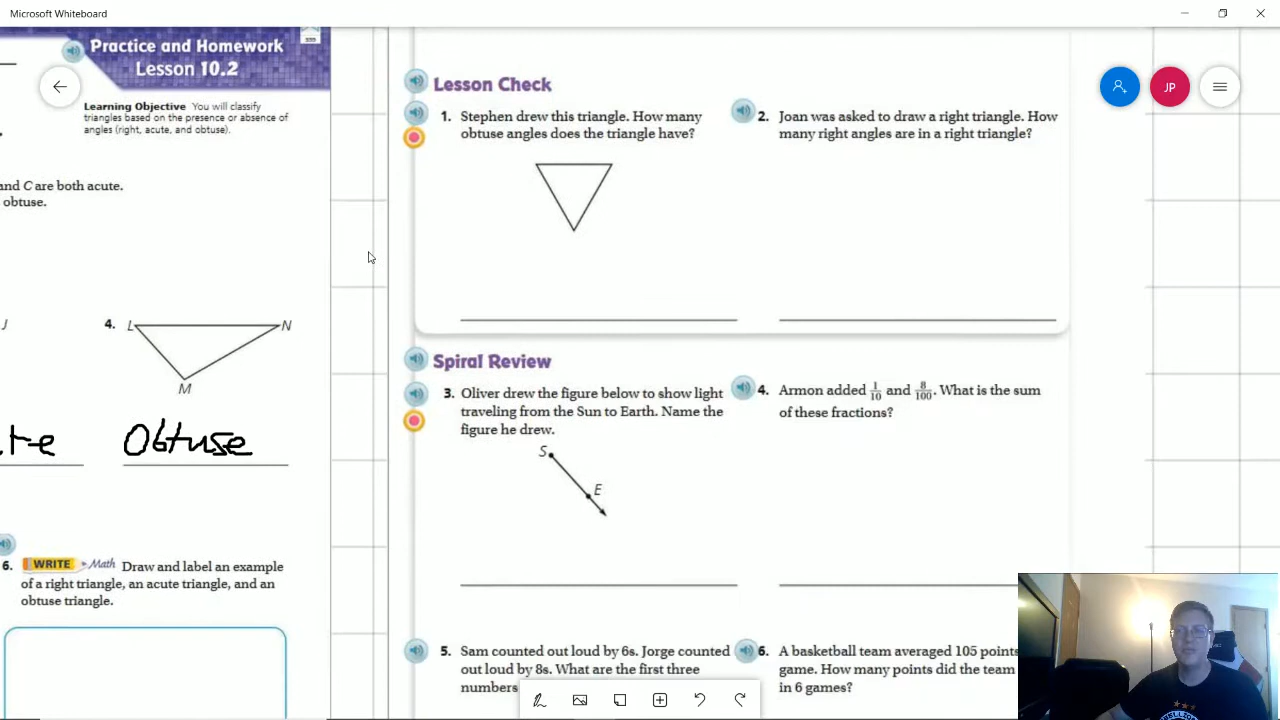 Microsoft Whiteboard
Practice and Homework
Lesson 10.2
Learning Objective You will classify
triangles based on the presence or absence of
angles (right, acute, and obtuse).
and C are both acute.
obtuse.
J
4. L N
M
Obtuse
6. WRITE Math Draw and label an example
of a right triangle, an acute triangle, and an
obtuse triangle.
Lesson Check
1. Stephen drew this triangle. How many
obtuse angles does the triangle have?
2. Joan was asked to draw a right triangle. How
many right angles are in a right triangle?
Spiral Review
3. Oliver drew the figure below to show light
traveling from the Sun to Earth. Name the
figure he drew.
S
E
4. Armon added 1/10 and 8/100. What is the sum
of these fractions?
5. Sam counted out loud by 6s. Jorge counted
out loud by 8s. What are the first three
numbers
6. A basketball team averaged 105 points
game. How many points did the team
in 6 games?
JP